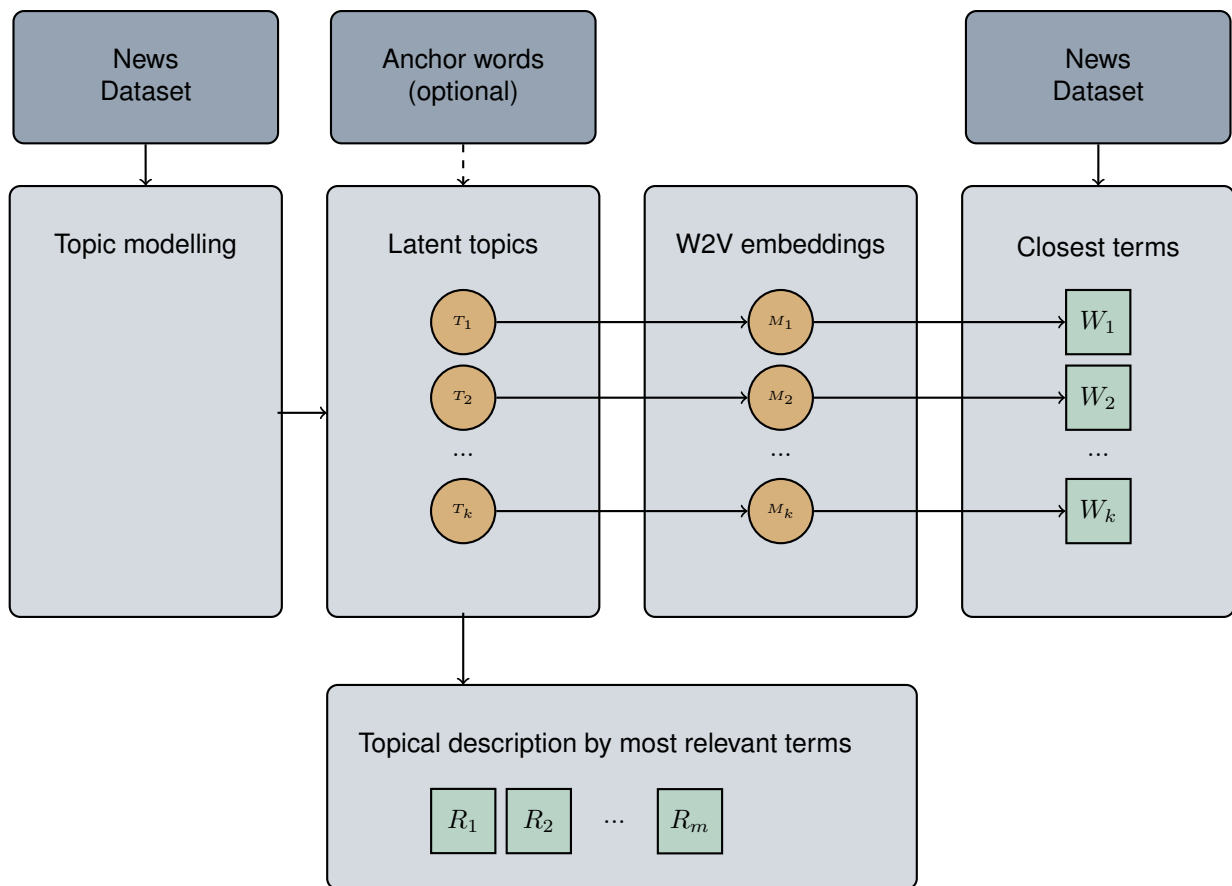 News
Dataset
Anchor words
(optional)
News
Dataset
Topic modelling
Latent topics
W2V embeddings
Closest terms
T₁
M₁
W₁
T₂
M₂
W₂
...
...
...
Tₖ
Mₖ
Wₖ
Topical description by most relevant terms
R₁
R₂
...
Rₘ